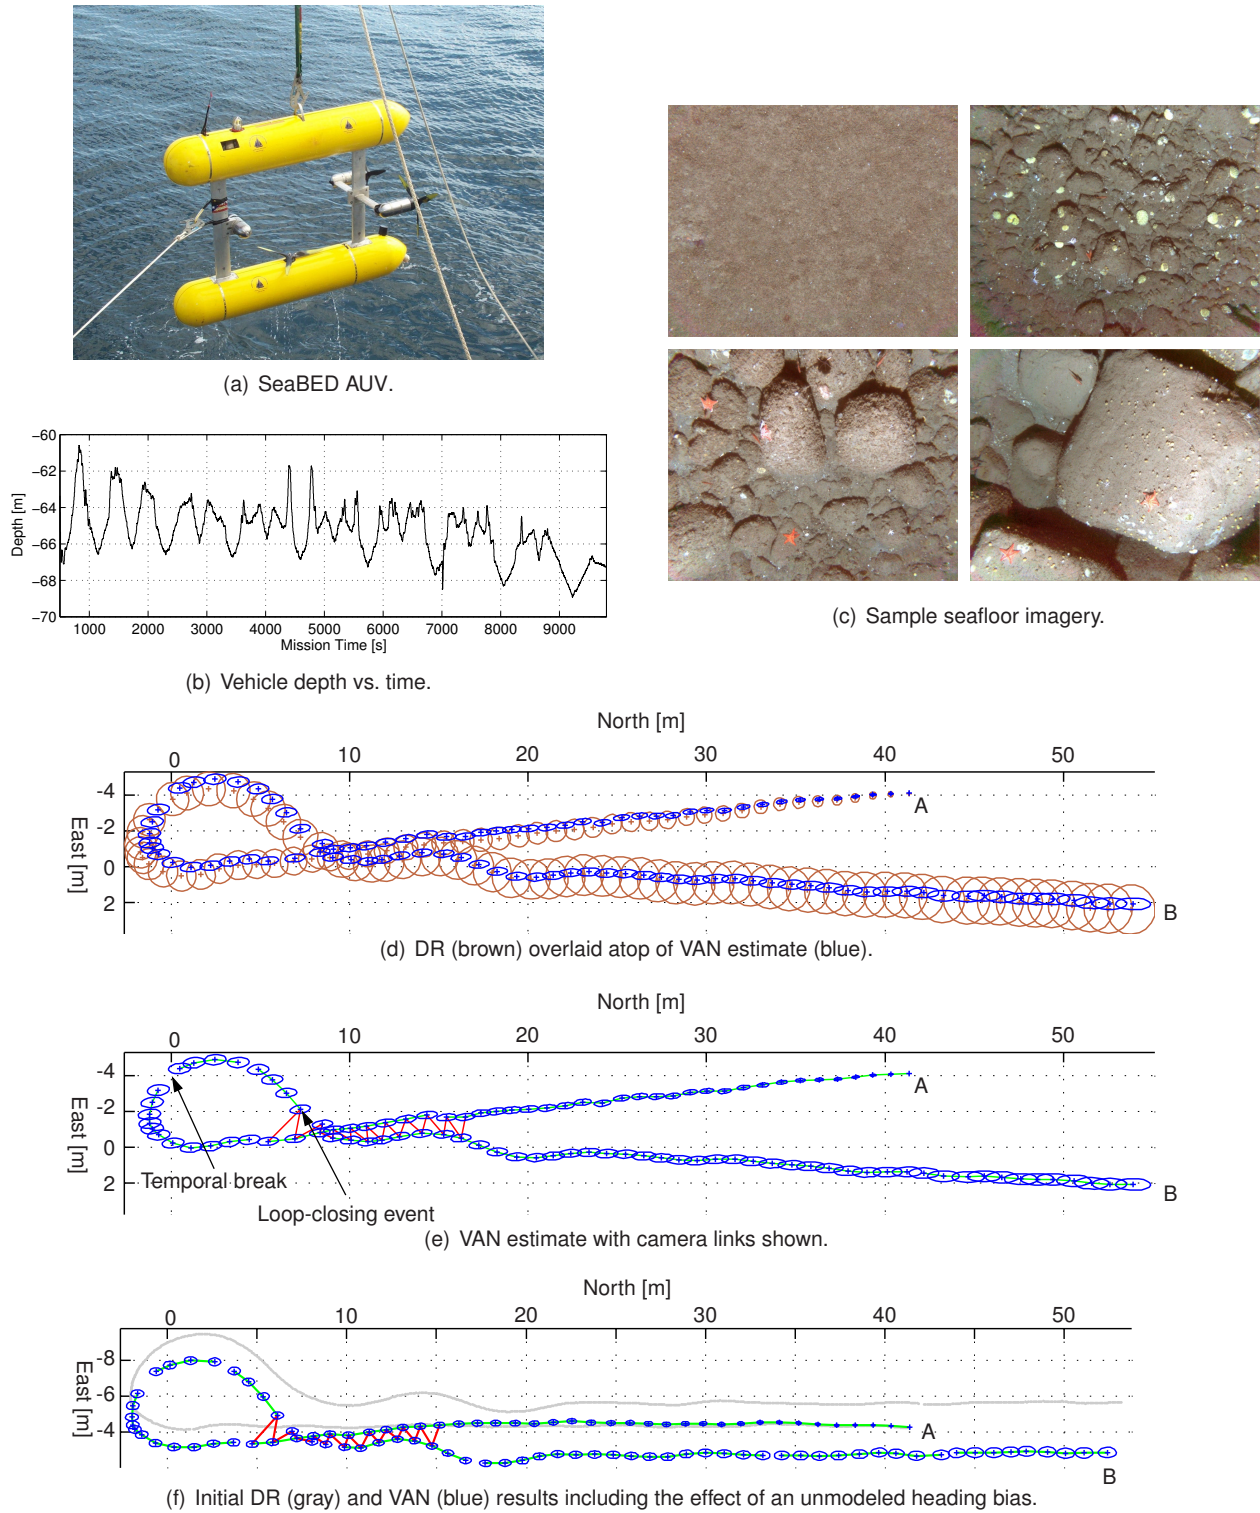 (a) SeaBED AUV.
−60
−62
−64
−66
−68
−70
Depth [m]
1000 2000 3000 4000 5000 6000 7000 8000 9000
Mission Time [s]
(b) Vehicle depth vs. time.
(c) Sample seafloor imagery.
North [m]
0 10 20 30 40 50
-4
-2
0
2
East [m]
A
B
(d) DR (brown) overlaid atop of VAN estimate (blue).
North [m]
0 10 20 30 40 50
-4
-2
0
2
East [m]
A
B
Temporal break
Loop-closing event
(e) VAN estimate with camera links shown.
North [m]
0 10 20 30 40 50
-8
-6
-4
East [m]
A
B
(f) Initial DR (gray) and VAN (blue) results including the effect of an unmodeled heading bias.